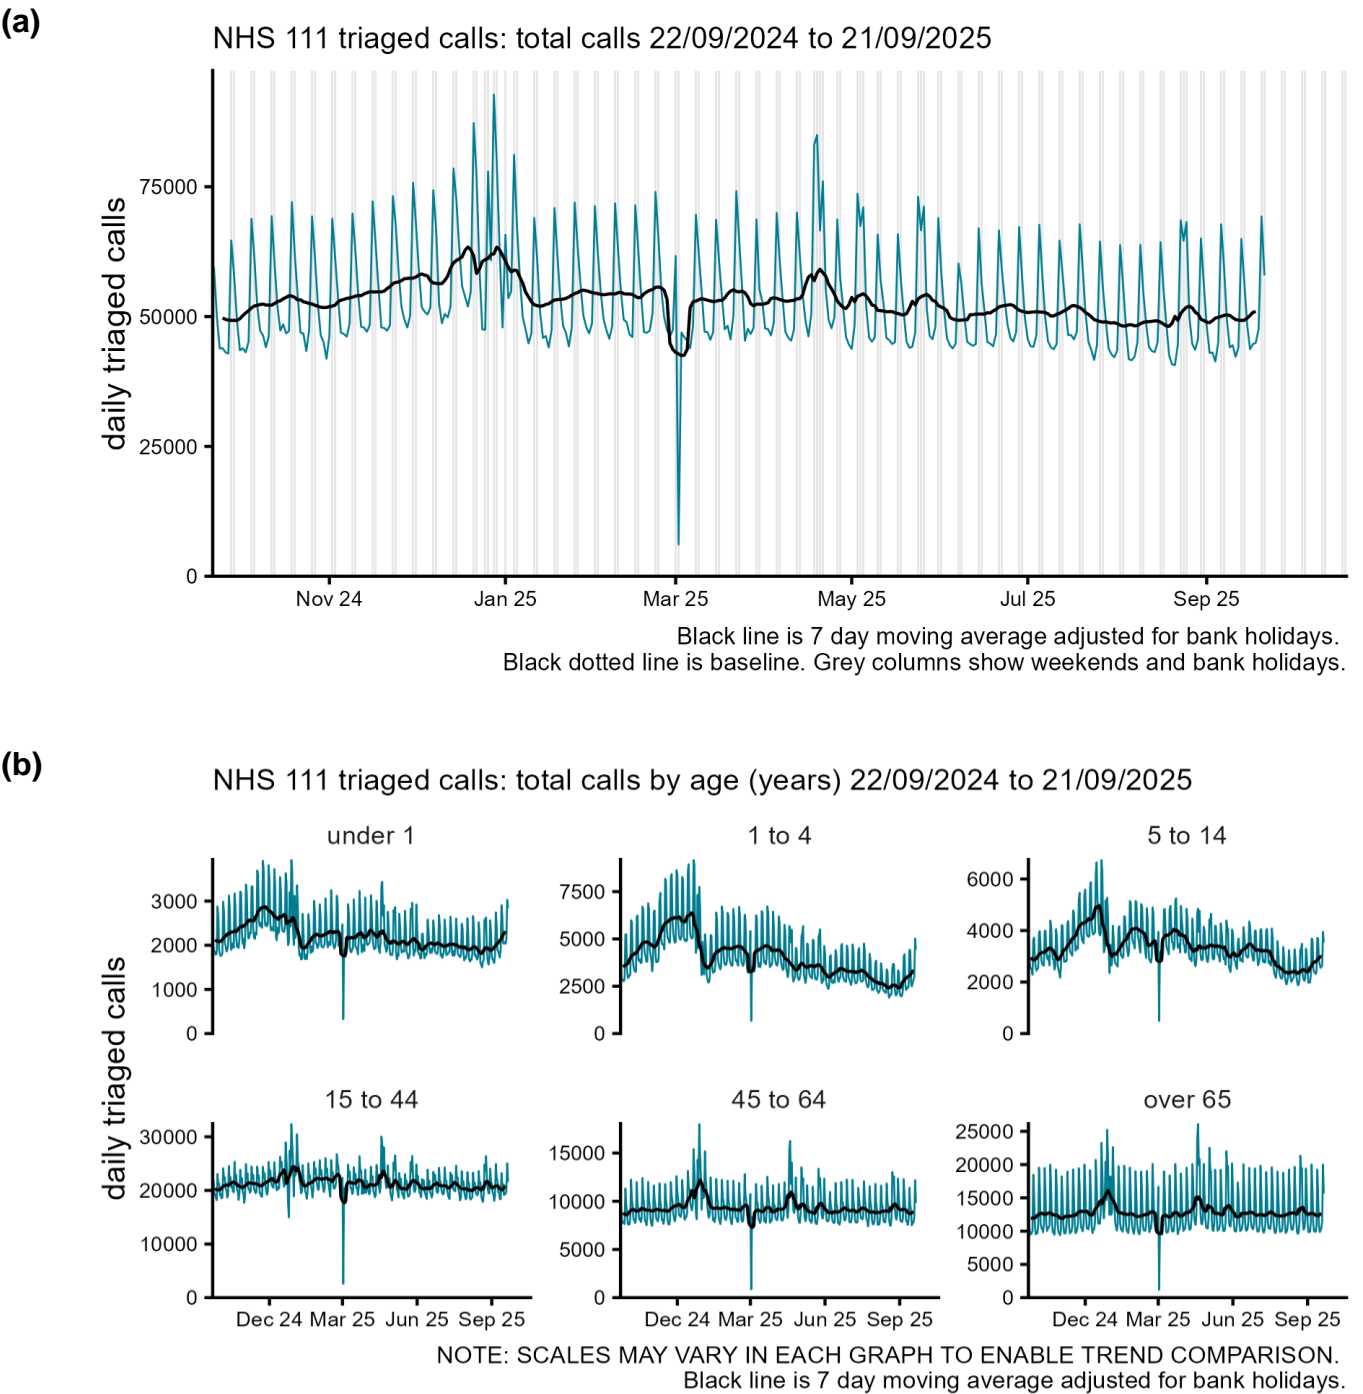 (a)
NHS 111 triaged calls: total calls 22/09/2024 to 21/09/2025
daily triaged calls
75000
50000
25000
0
Nov 24 Jan 25 Mar 25 May 25 Jul 25 Sep 25
Black line is 7 day moving average adjusted for bank holidays.
Black dotted line is baseline. Grey columns show weekends and bank holidays.
(b)
NHS 111 triaged calls: total calls by age (years) 22/09/2024 to 21/09/2025
daily triaged calls
under 1
3000
2000
1000
0
1 to 4
7500
5000
2500
0
5 to 14
6000
4000
2000
0
15 to 44
30000
20000
10000
0
Dec 24 Mar 25 Jun 25 Sep 25
45 to 64
15000
10000
5000
0
Dec 24 Mar 25 Jun 25 Sep 25
over 65
25000
20000
15000
10000
5000
0
Dec 24 Mar 25 Jun 25 Sep 25
NOTE: SCALES MAY VARY IN EACH GRAPH TO ENABLE TREND COMPARISON.
Black line is 7 day moving average adjusted for bank holidays.